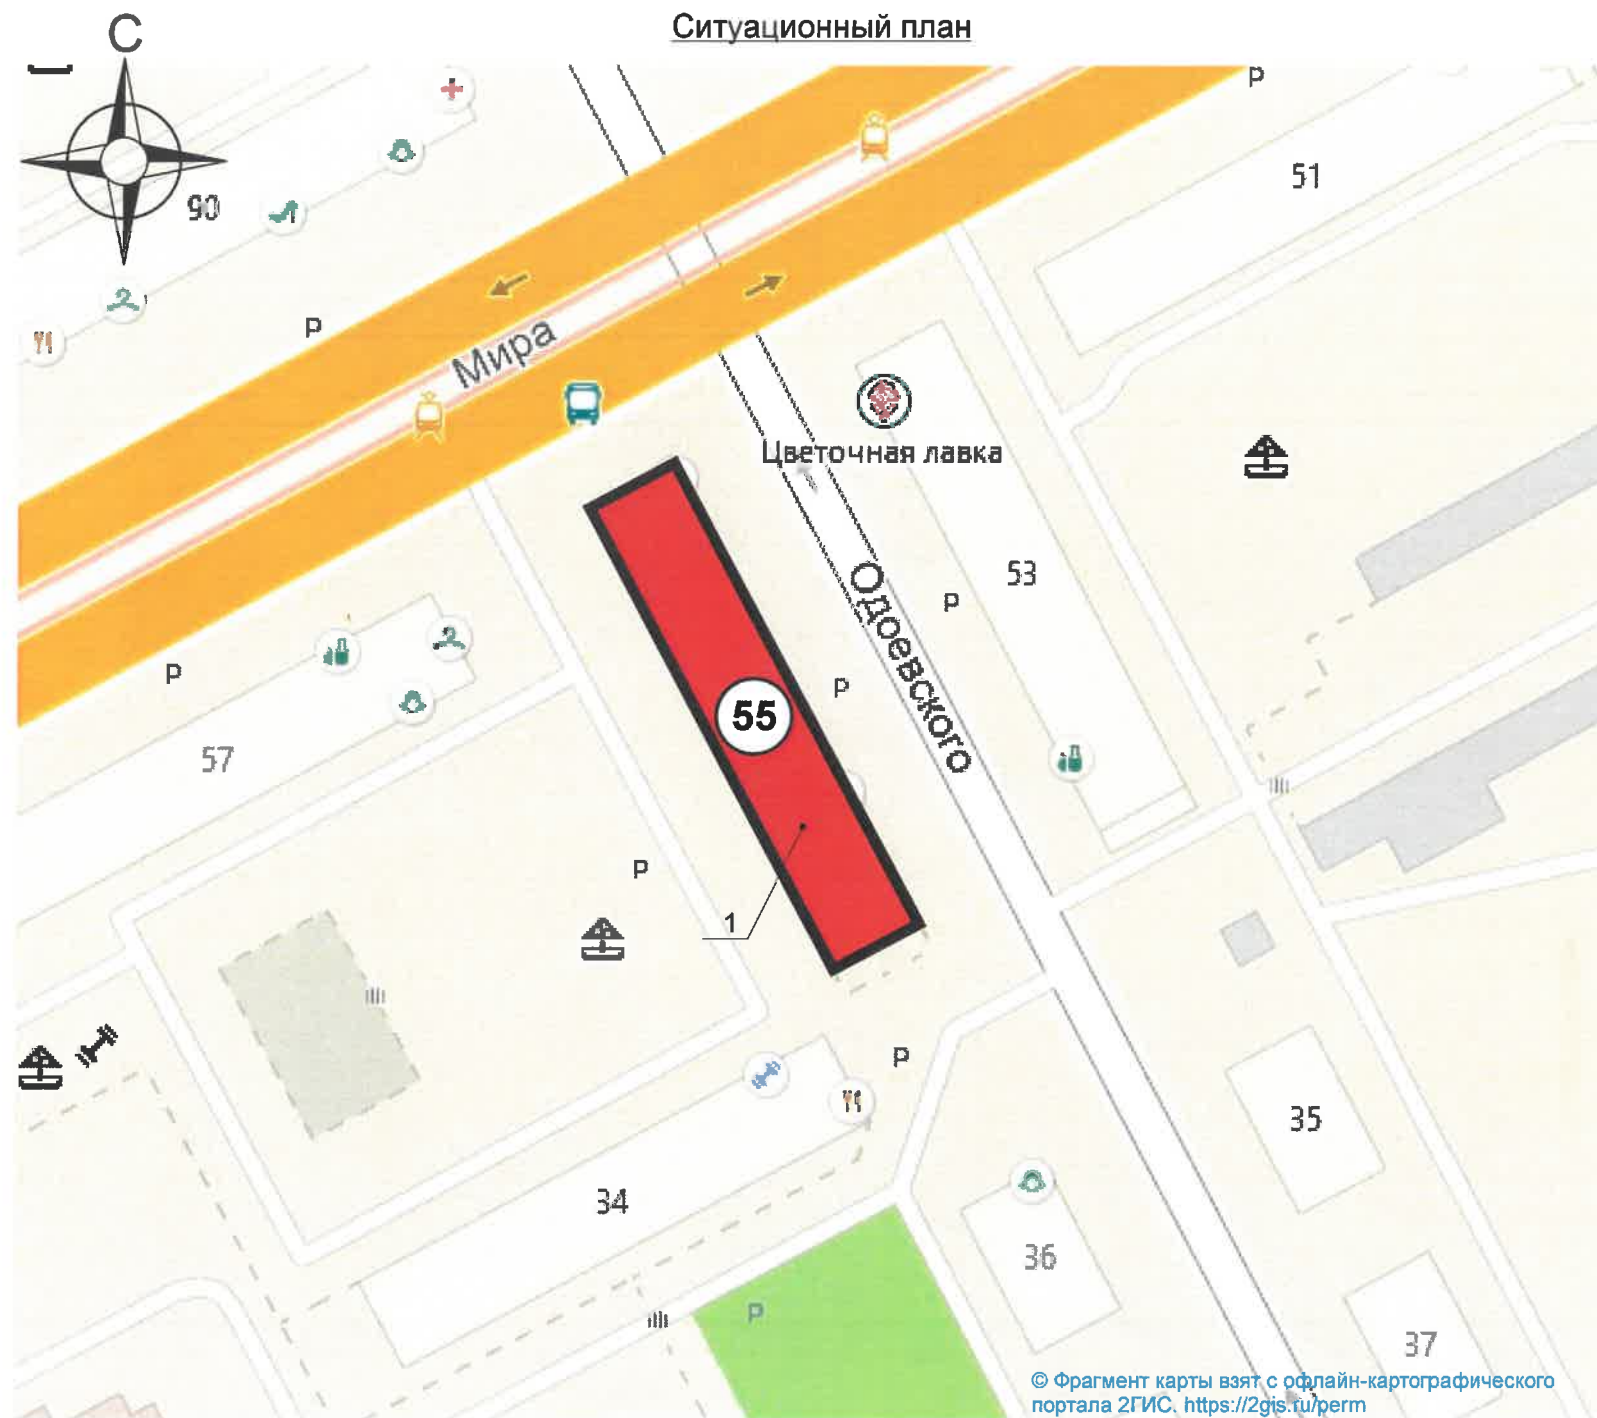 Ситуационный план
С
90
P
51
P
Мира
Цветочная лавка
53
P
Одоевского
P
57
P
55
P
1
P
P
35
34
36
P
37
© Фрагмент карты взят с офлайн-картографического
портала 2ГИС. https://2gis.ru/perm